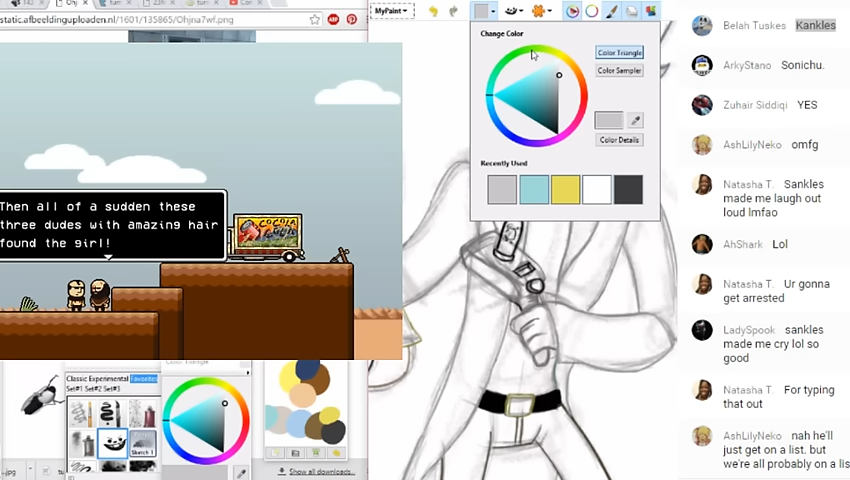 static.afbeeldinguploaden.nl/1601/135865/Ohjna7wf.png
MyPaint
Change Color
Color Triangle
Color Sampler
Color Details
Recently Used
Then all of a sudden these
three dudes with amazing hair
found the girl!
COCOLA
Classic Experimental Favorites
Set#1 Set#2 Set#3
Sketch 1
Color Triangle
.jpg
Show all downloads...
Belah Tuskes Kankles
ArkyStano Sonichu.
Zuhair Siddiqi YES
AshLilyNeko omfg
Natasha T. Sankles
made me laugh out
loud lmfao
AhShark Lol
Natasha T. Ur gonna
get arrested
LadySpook sankles
made me cry lol so
good
Natasha T. For typing
that out
AshLilyNeko nah he'll
just get on a list. but
we're all probably on a lis